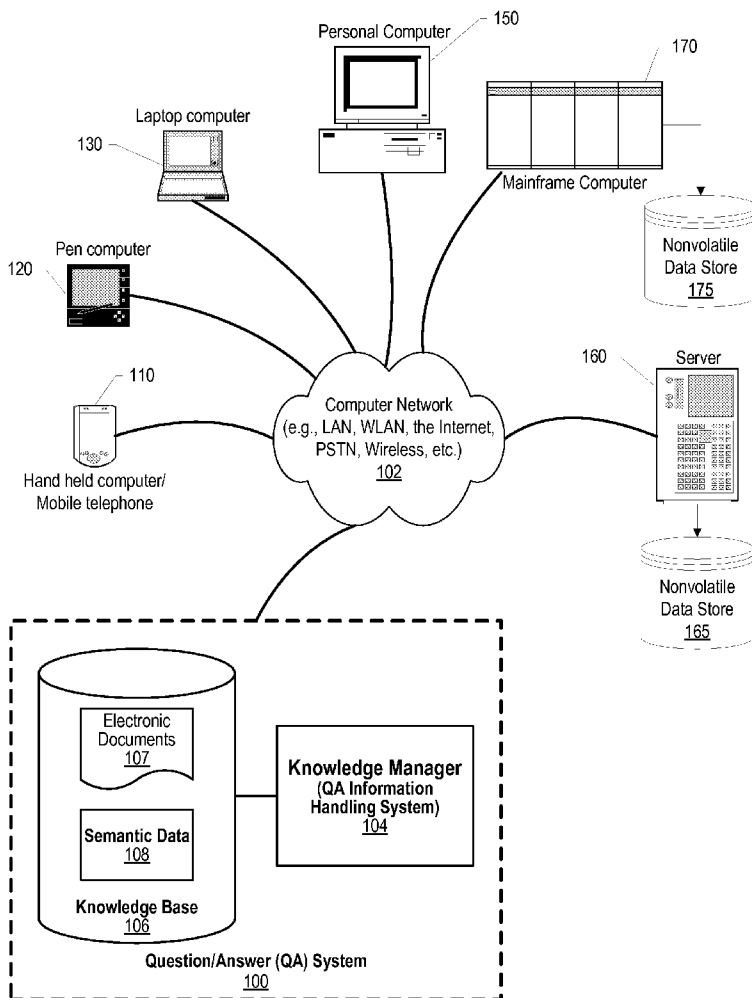 150
Personal Computer
170
Laptop computer
130
Mainframe Computer
Pen computer
120
Nonvolatile
Data Store
175
160
Server
110
Computer Network
(e.g., LAN, WLAN, the Internet,
PSTN, Wireless, etc.)
102
Hand held computer/
Mobile telephone
Nonvolatile
Data Store
165
Electronic
Documents
107
Knowledge Manager
(QA Information
Handling System)
104
Semantic Data
108
Knowledge Base
106
Question/Answer (QA) System
100